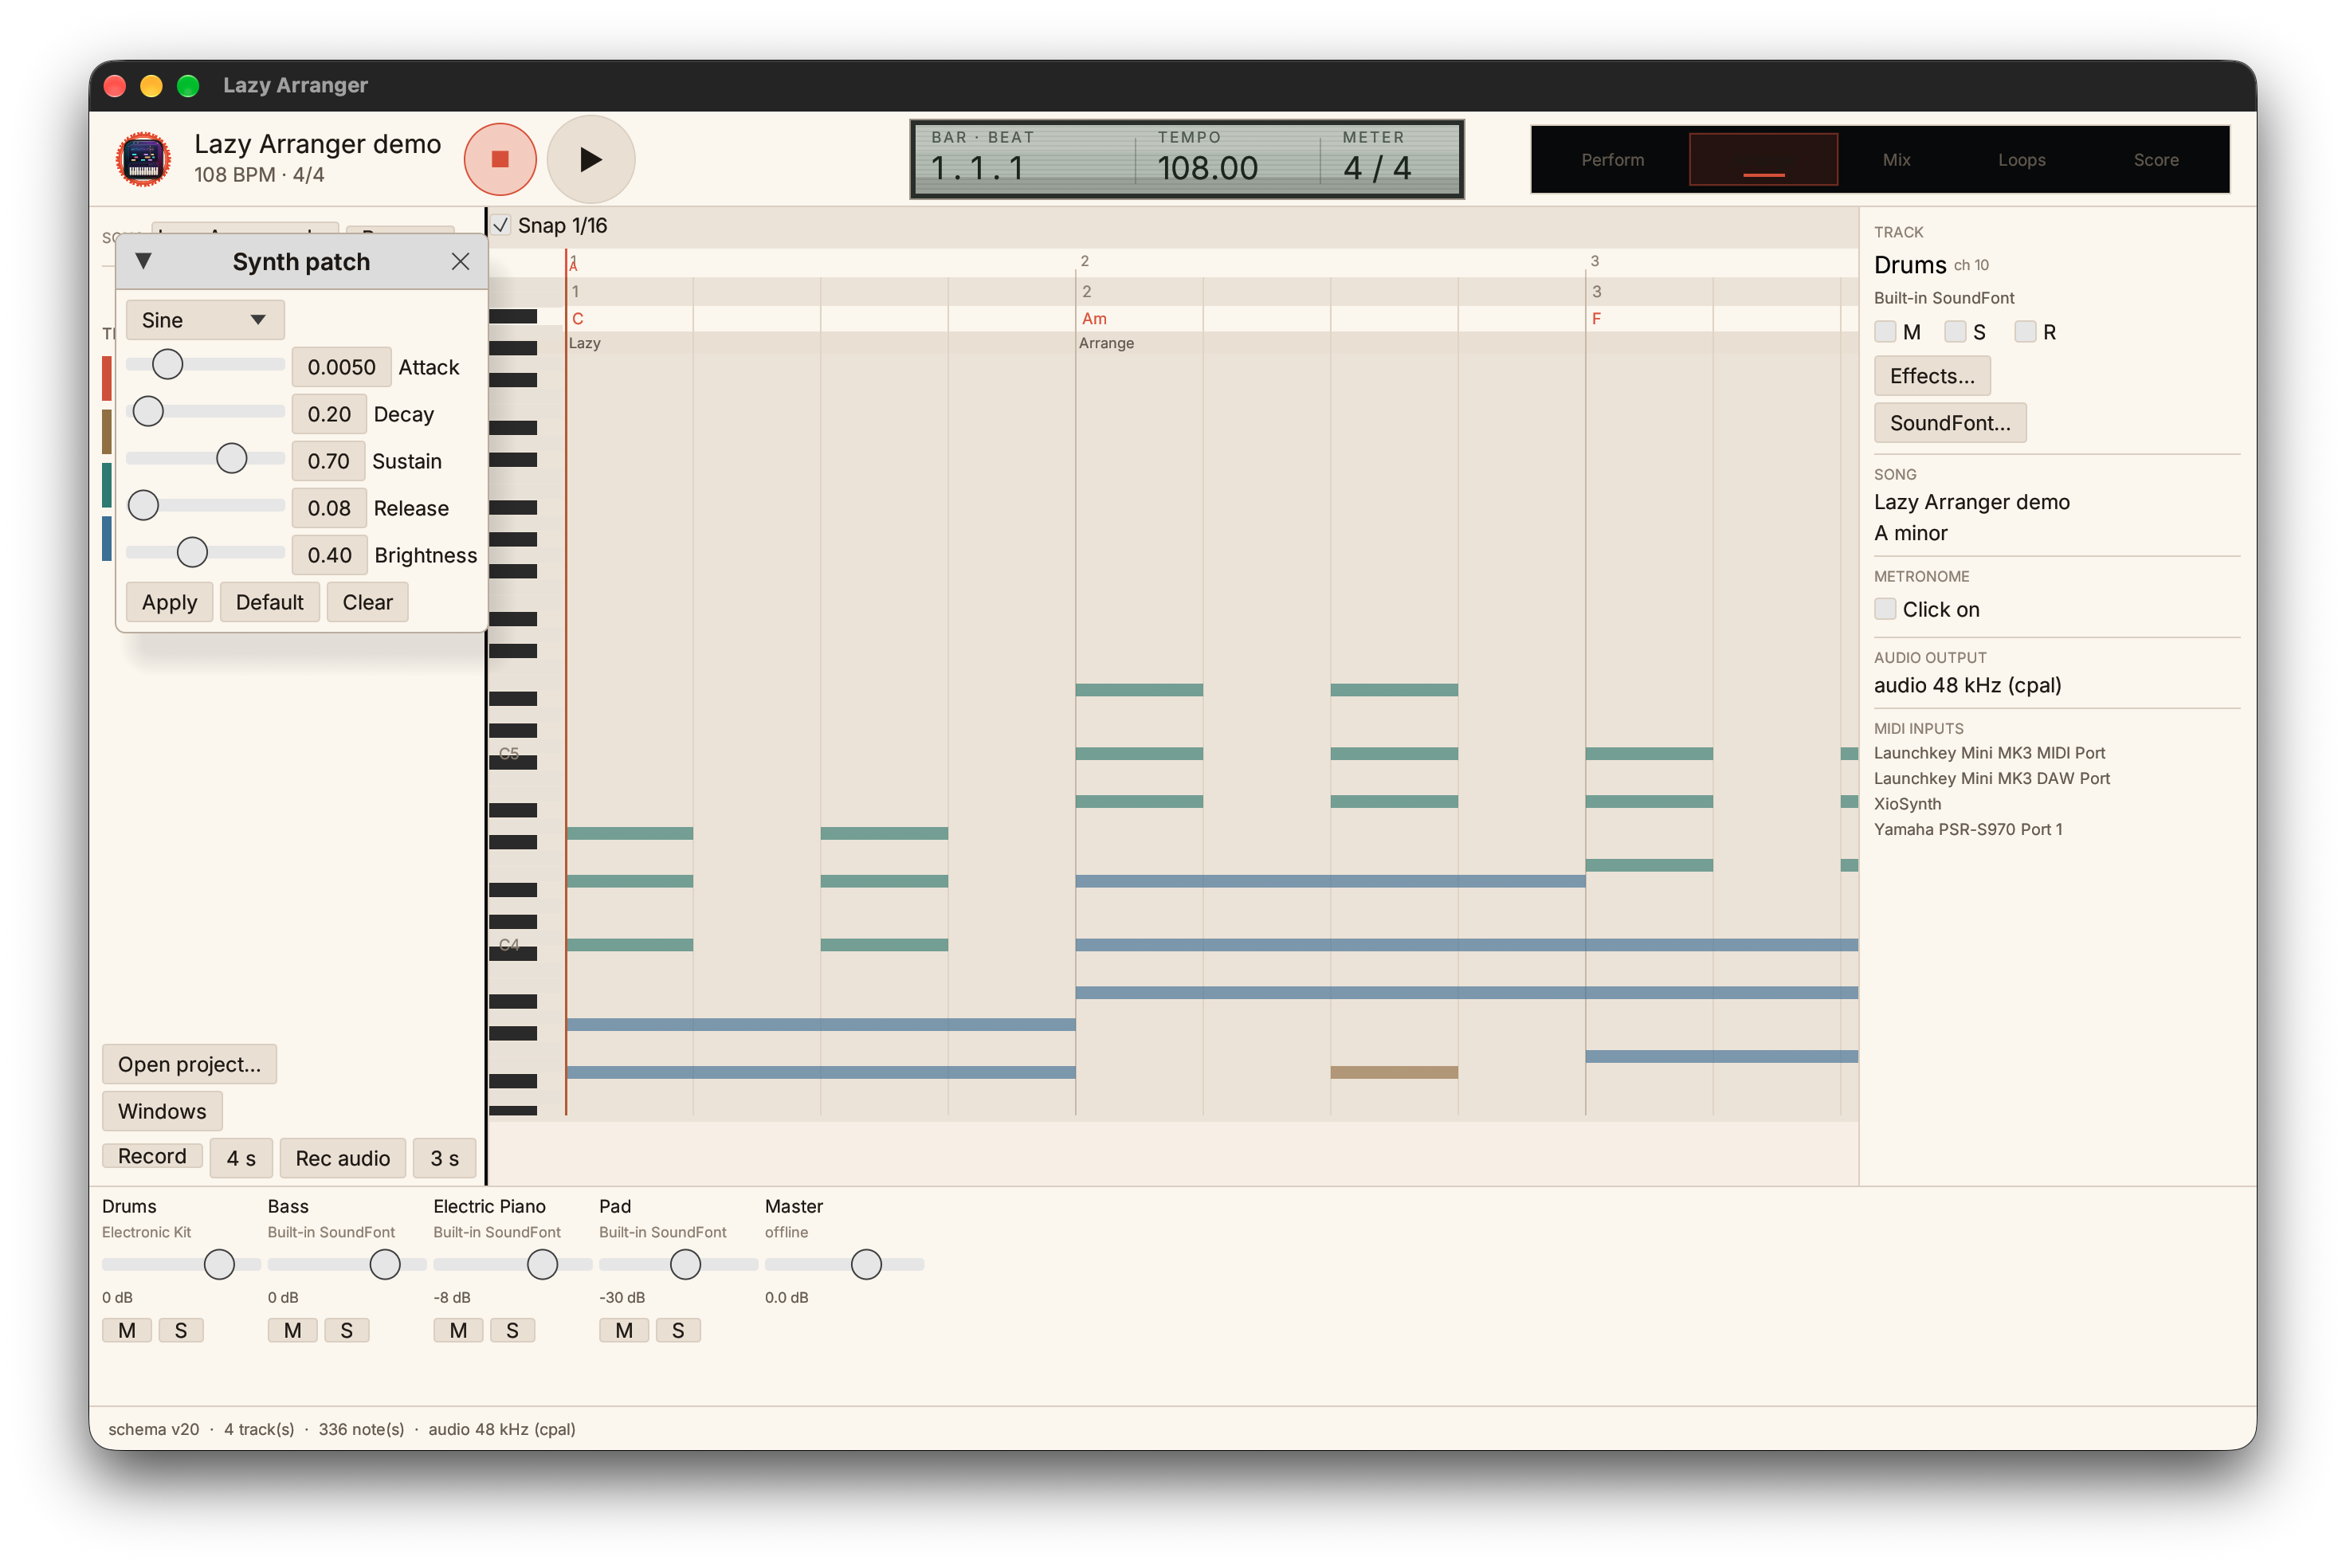 Lazy Arranger
Lazy Arranger demo
108 BPM · 4/4
BAR · BEAT
1.1.1
TEMPO
108.00
METER
4 / 4
Perform
Mix
Loops
Score
Synth patch
Sine
0.0050 Attack
0.20 Decay
0.70 Sustain
0.08 Release
0.40 Brightness
Apply
Default
Clear
Open project...
Windows
Record
4 s
Rec audio
3 s
Snap 1/16
1 2 3
A
1 2 3
C Am F
Lazy Arrange
C5
C4
TRACK
Drums ch 10
Built-in SoundFont
M S R
Effects...
SoundFont...
SONG
Lazy Arranger demo
A minor
METRONOME
Click on
AUDIO OUTPUT
audio 48 kHz (cpal)
MIDI INPUTS
Launchkey Mini MK3 MIDI Port
Launchkey Mini MK3 DAW Port
XioSynth
Yamaha PSR-S970 Port 1
Drums
Electronic Kit
0 dB
M S
Bass
Built-in SoundFont
0 dB
M S
Electric Piano
Built-in SoundFont
-8 dB
M S
Pad
Built-in SoundFont
-30 dB
M S
Master
offline
0.0 dB
schema v20 · 4 track(s) · 336 note(s) · audio 48 kHz (cpal)